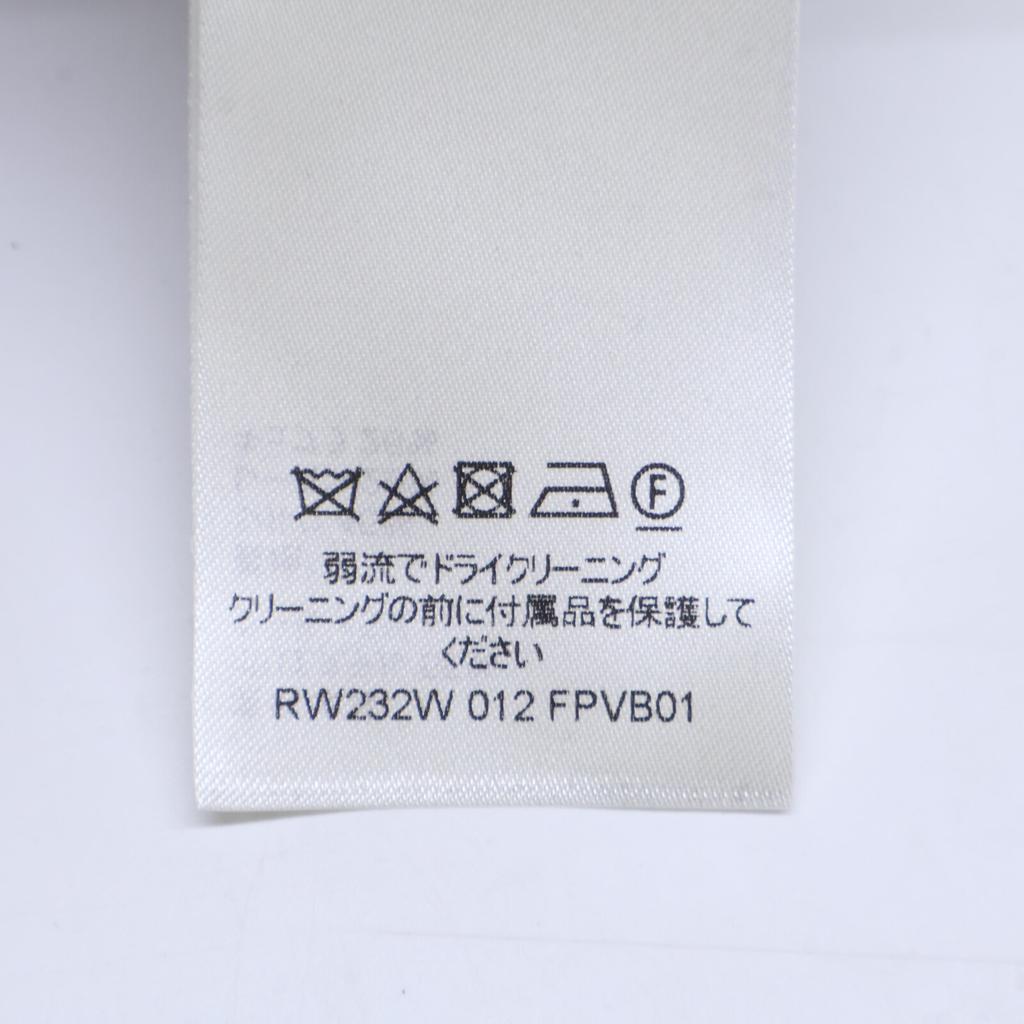 F
弱流でドライクリーニング
クリーニングの前に付属品を保護して
ください
RW232W 012 FPVB01